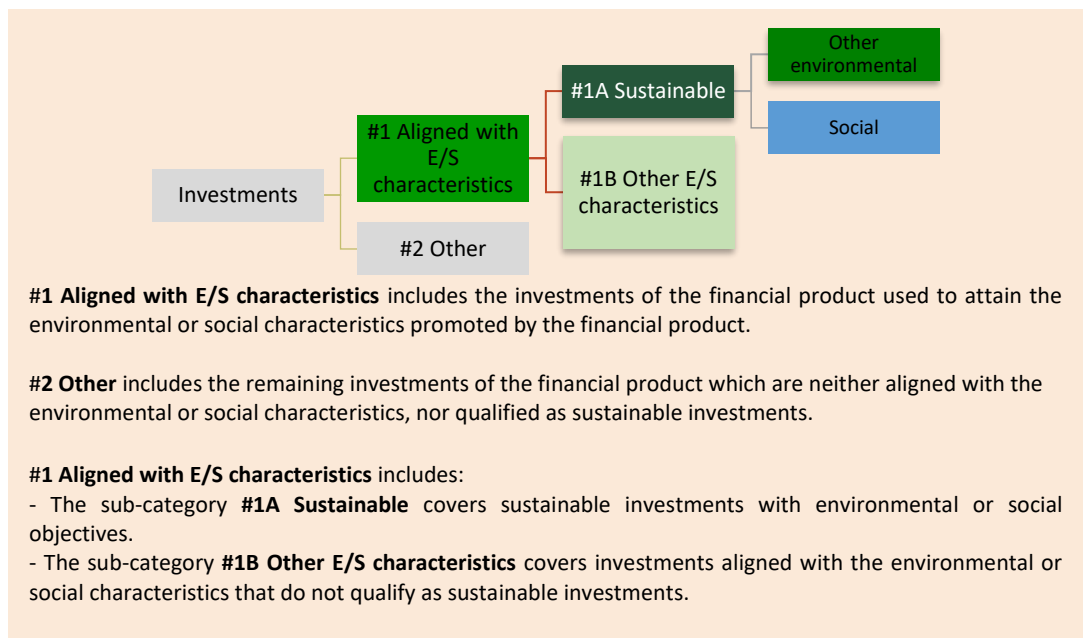 Other
environmental
#1A Sustainable
Social
#1 Aligned with
E/S
characteristics
#1B Other E/S
characteristics
Investments
#2 Other
#1 Aligned with E/S characteristics includes the investments of the financial product used to attain the
environmental or social characteristics promoted by the financial product.
#2 Other includes the remaining investments of the financial product which are neither aligned with the
environmental or social characteristics, nor qualified as sustainable investments.
#1 Aligned with E/S characteristics includes:
- The sub-category #1A Sustainable covers sustainable investments with environmental or social
objectives.
- The sub-category #1B Other E/S characteristics covers investments aligned with the environmental or
social characteristics that do not qualify as sustainable investments.